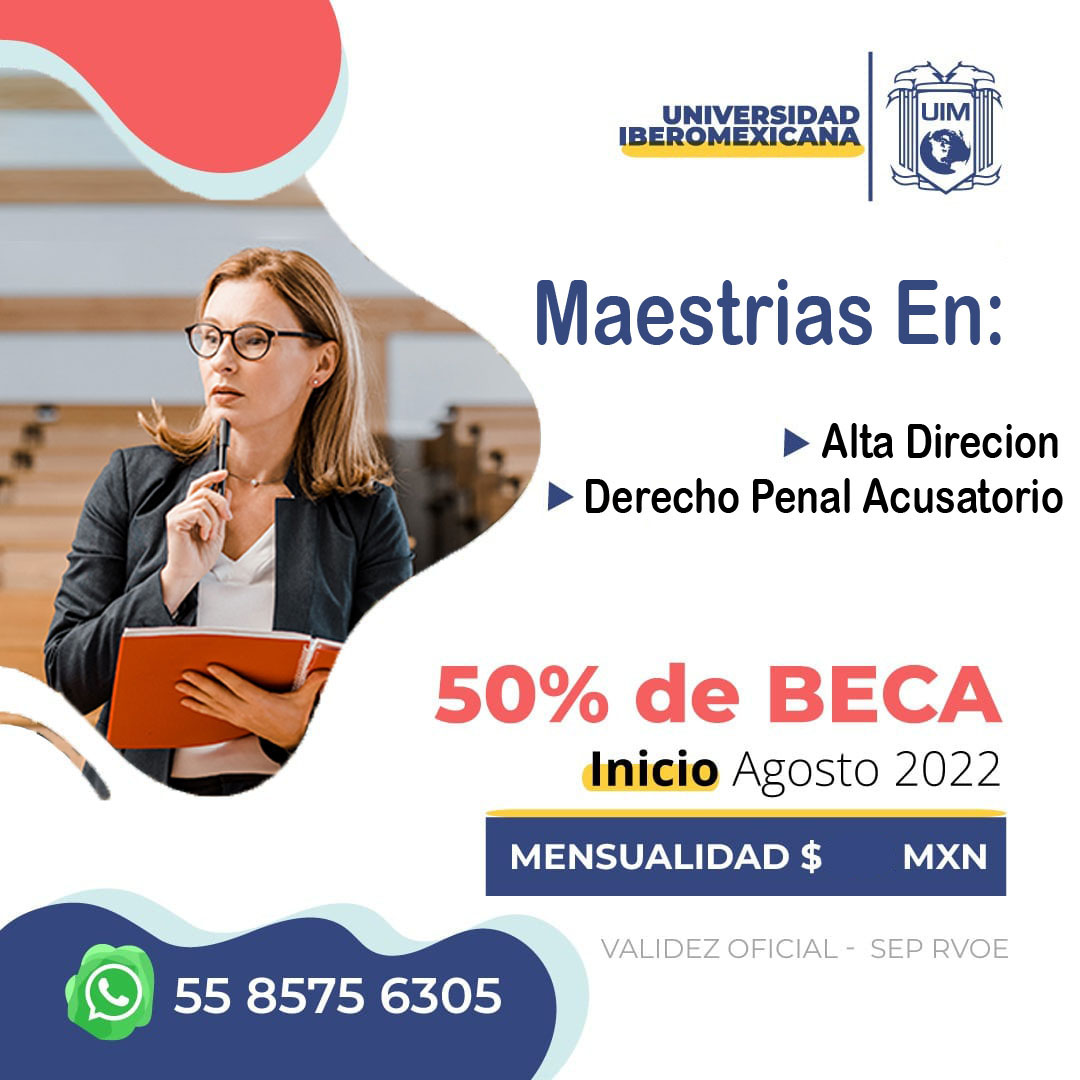 UNIVERSIDAD
IBEROMEXICANA
UIM
Maestrias En:
Alta Direcion
Derecho Penal Acusatorio
50% de BECA
Inicio Agosto 2022
MENSUALIDAD $ MXN
VALIDEZ OFICIAL - SEP RVOE
55 8575 6305